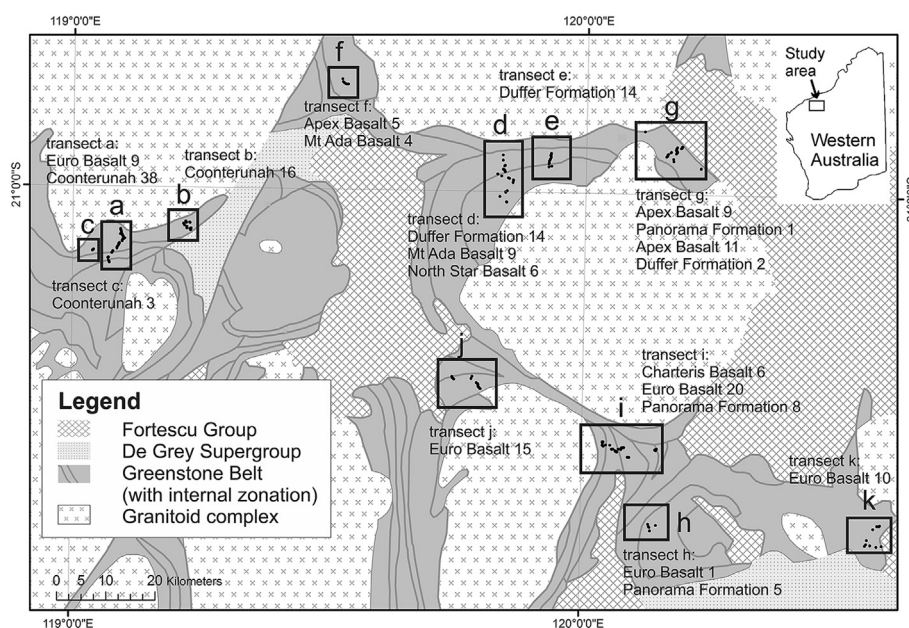 119°0'0"E
120°0'0"E
f
transect e:
Duffer Formation 14
Study
area
Western
Australia
transect f:
Apex Basalt 5
Mt Ada Basalt 4
d
e
g
transect a:
Euro Basalt 9
Coonterunah 38
transect b:
Coonterunah 16
21°0'0"S
b
a
c
transect c:
Coonterunah 3
transect d:
Duffer Formation 14
Mt Ada Basalt 9
North Star Basalt 6
transect g:
Apex Basalt 9
Panorama Formation 1
Apex Basalt 11
Duffer Formation 2
j
transect i:
Charteris Basalt 6
Euro Basalt 20
Panorama Formation 8
i
transect j:
Euro Basalt 15
transect k:
Euro Basalt 10
k
h
transect h:
Euro Basalt 1
Panorama Formation 5
Legend
Fortescu Group
De Grey Supergroup
Greenstone Belt
(with internal zonation)
Granitoid complex
0 5 10 20 Kilometers
119°0'0"E
120°0'0"E